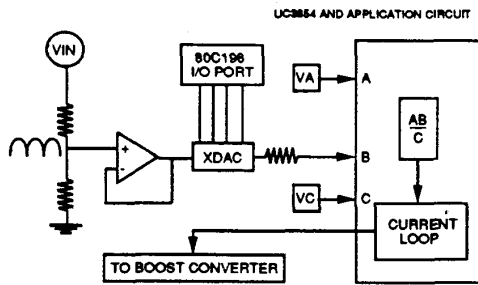 UC3854 AND APPLICATION CIRCUIT
VIN
80C196
I/O PORT
VA
A
AB
C
+
-
XDAC
B
VC
C
CURRENT
LOOP
TO BOOST CONVERTER